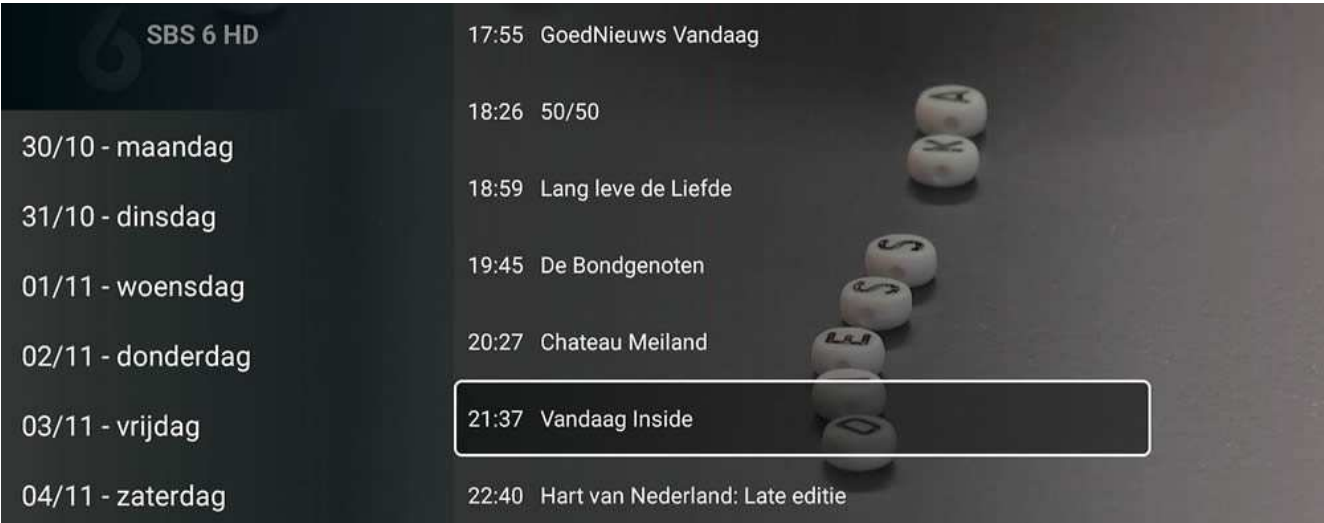 6
SBS 6 HD
30/10 - maandag
31/10 - dinsdag
01/11 - woensdag
02/11 - donderdag
03/11 - vrijdag
04/11 - zaterdag
17:55 GoedNieuws Vandaag
18:26 50/50
18:59 Lang leve de Liefde
19:45 De Bondgenoten
20:27 Chateau Meiland
21:37 Vandaag Inside
22:40 Hart van Nederland: Late editie
A
K
S
S
E
D